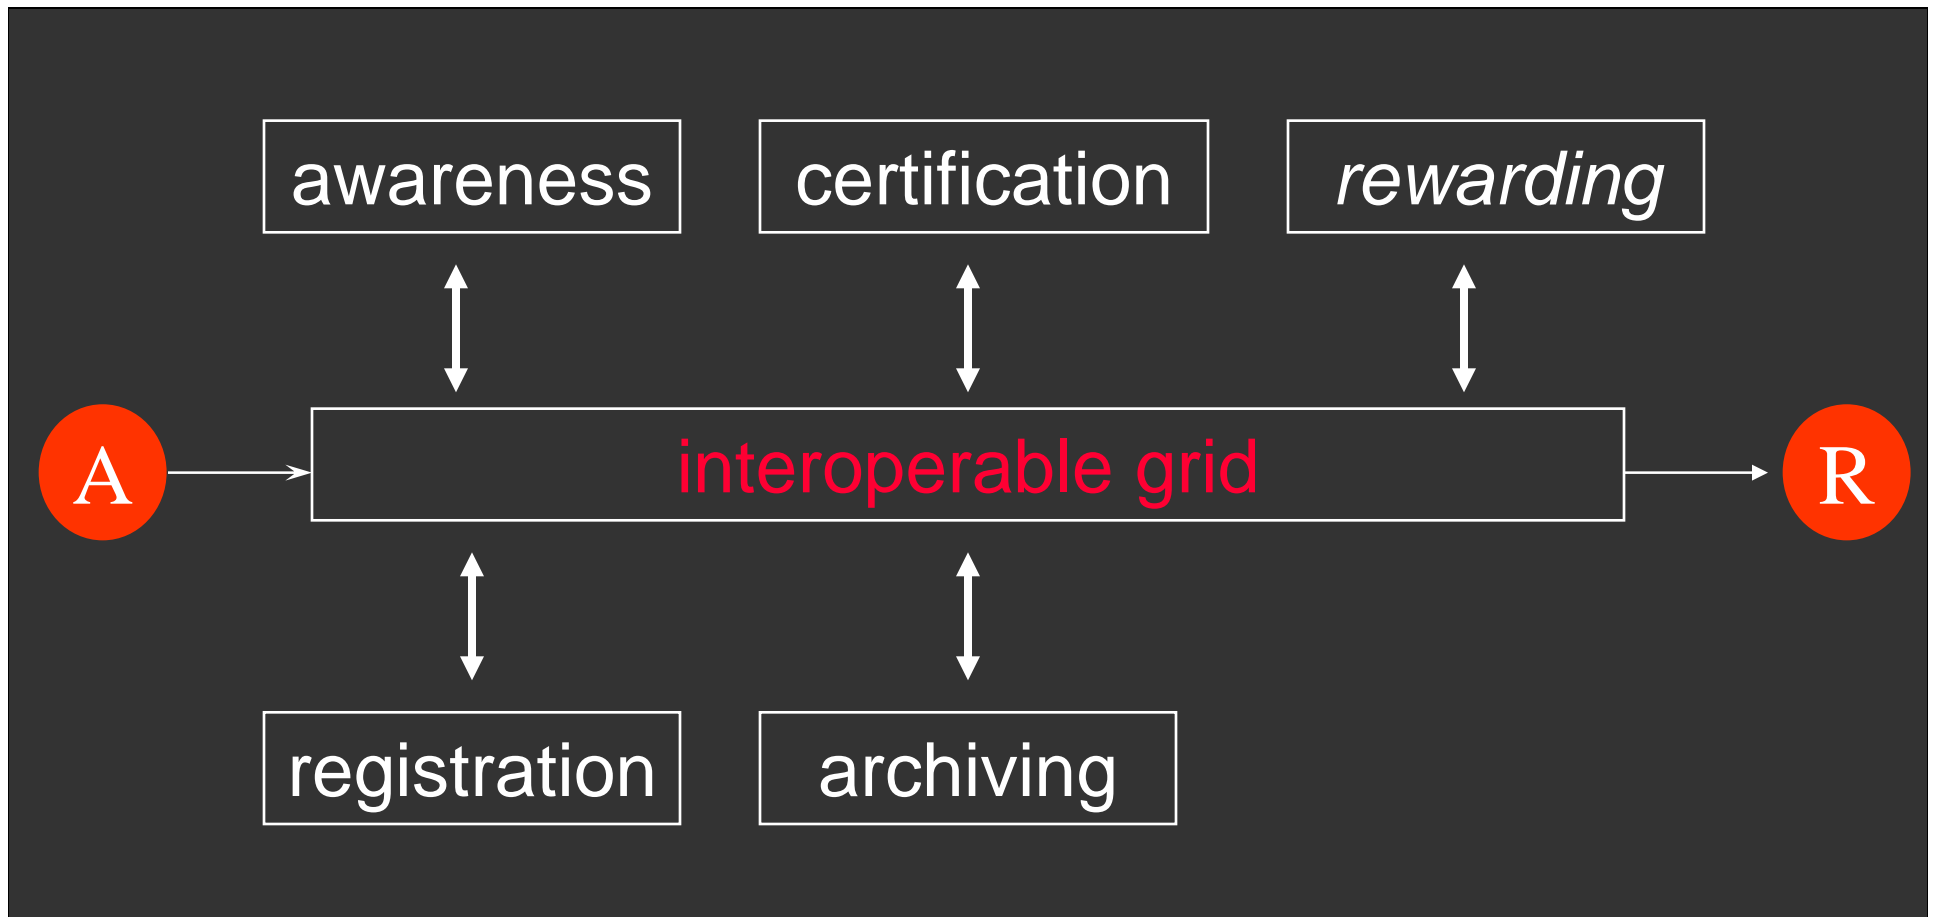 awareness
certification
rewarding
A
interoperable grid
R
registration
archiving